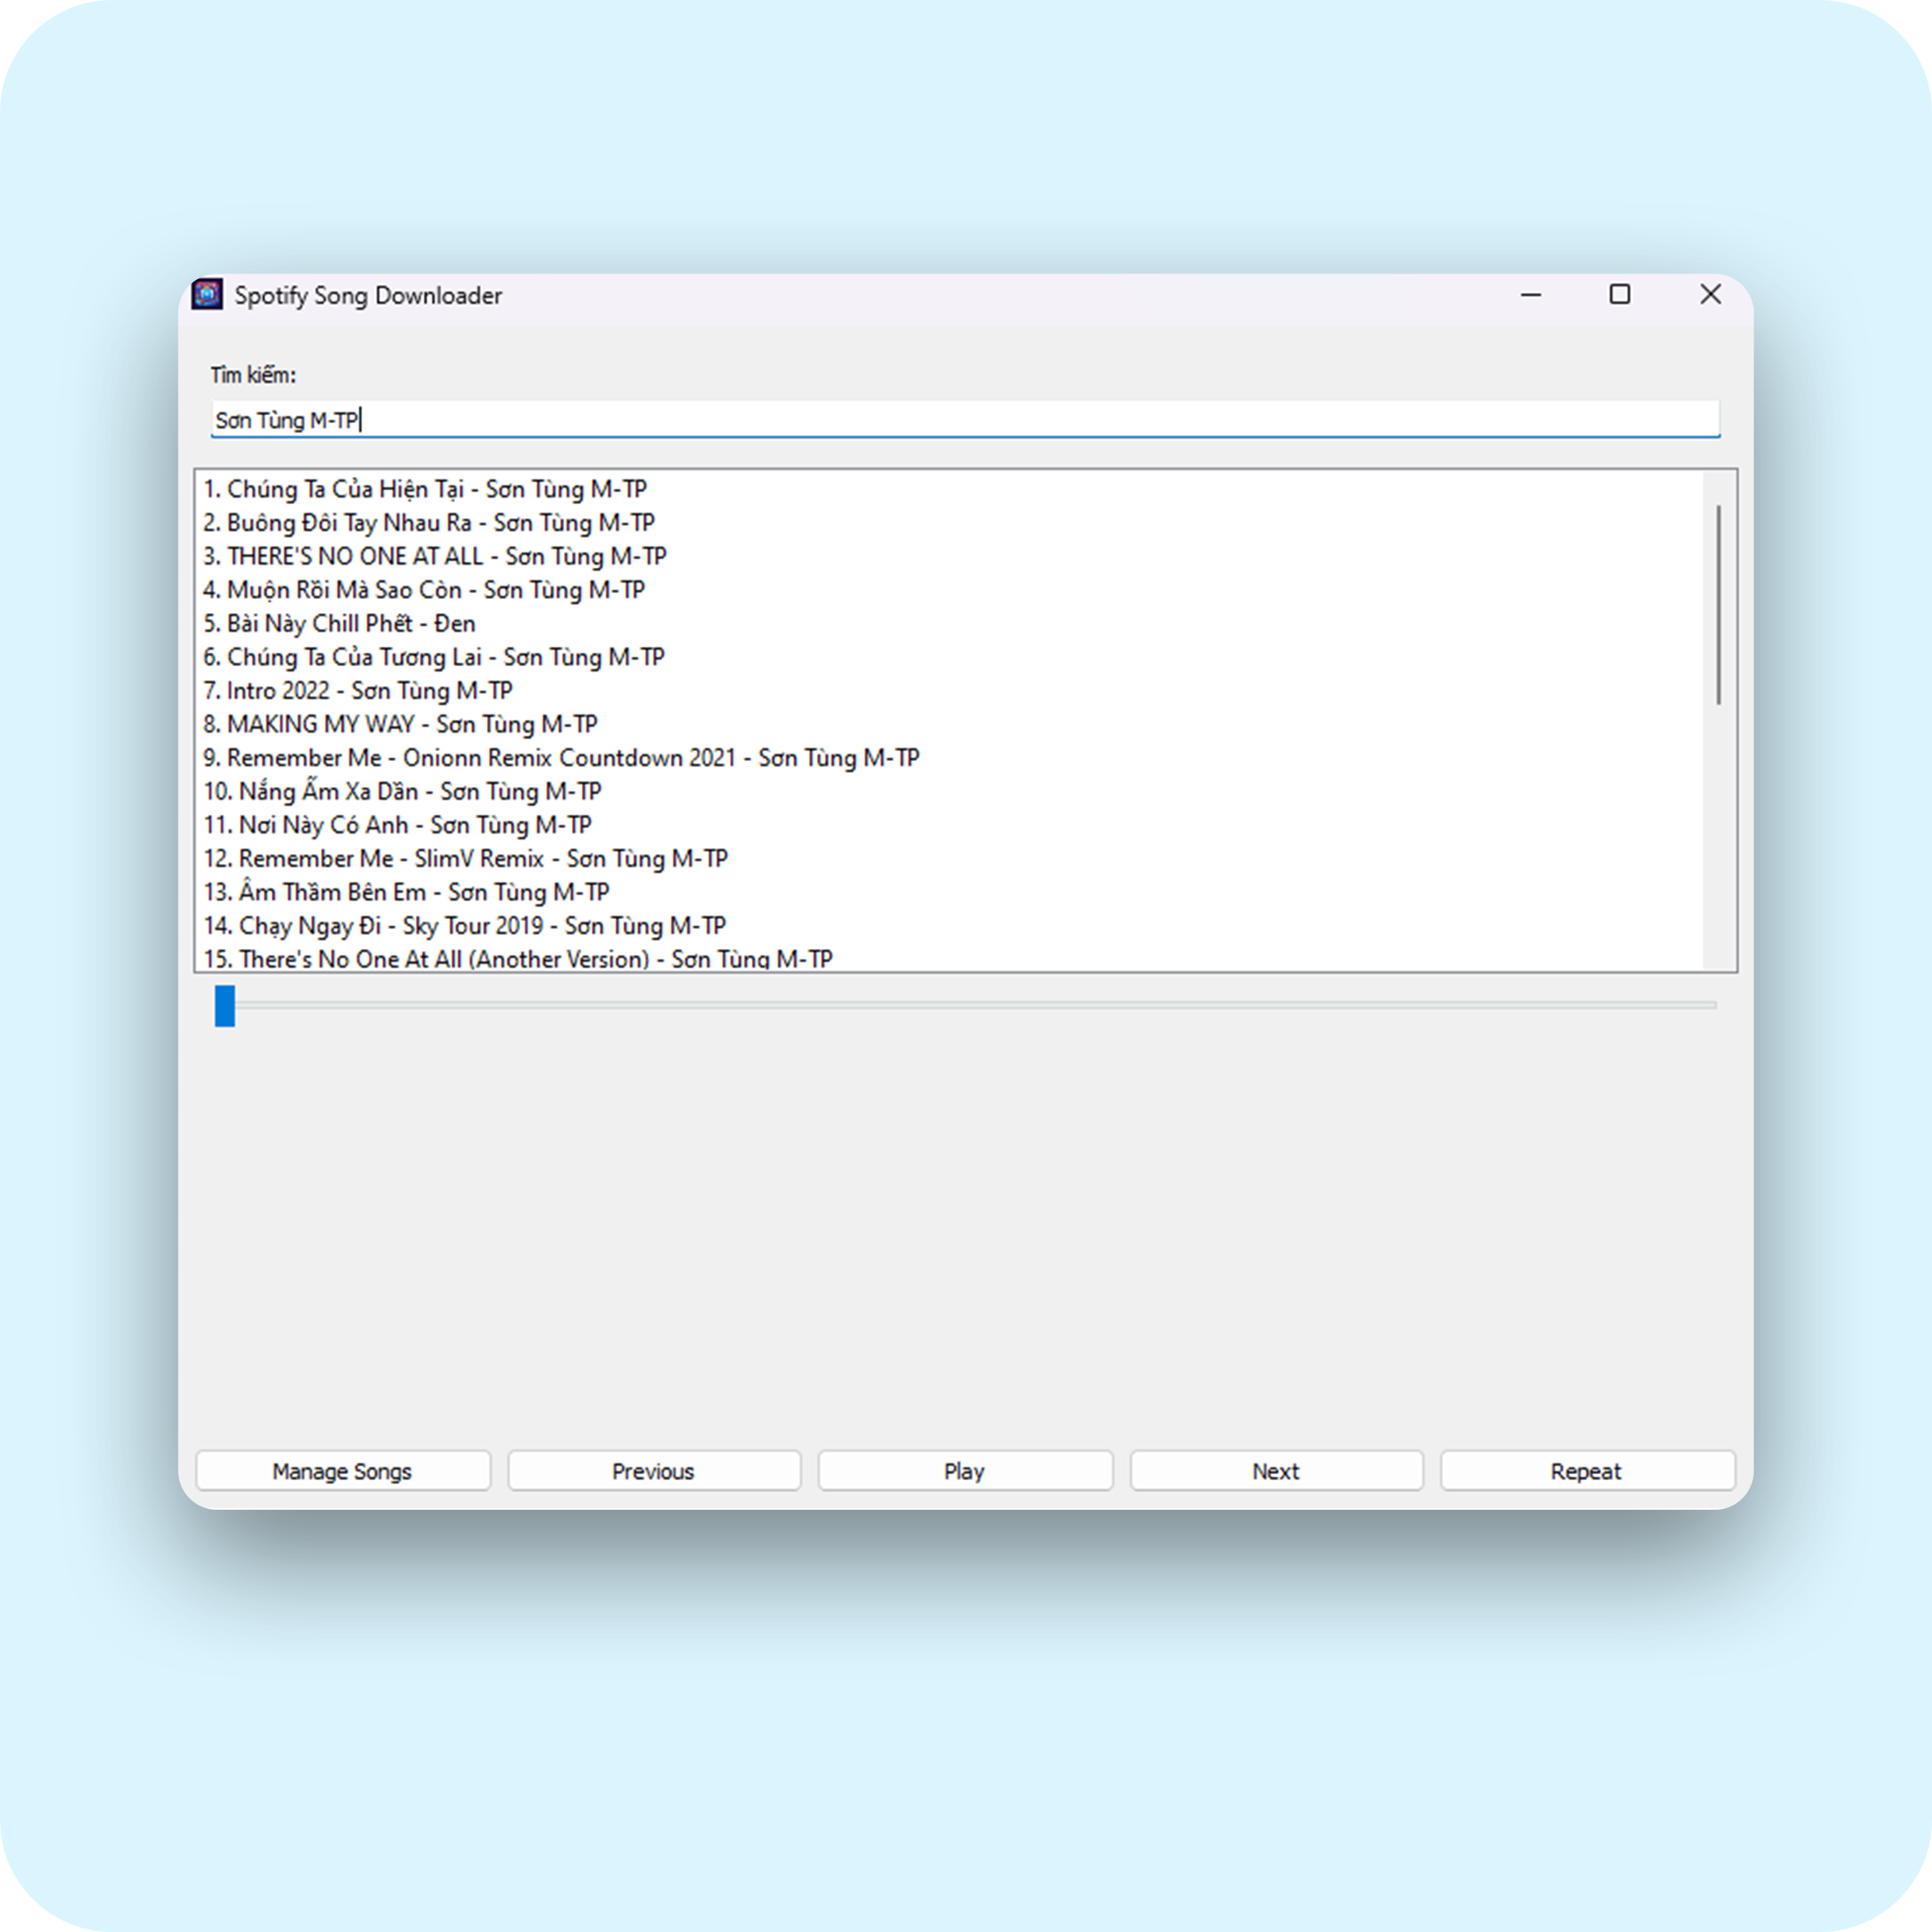 Spotify Song Downloader
Tìm kiếm:
Sơn Tùng M-TP
1. Chúng Ta Của Hiện Tại - Sơn Tùng M-TP
2. Buông Đôi Tay Nhau Ra - Sơn Tùng M-TP
3. THERE'S NO ONE AT ALL - Sơn Tùng M-TP
4. Muộn Rồi Mà Sao Còn - Sơn Tùng M-TP
5. Bài Này Chill Phết - Đen
6. Chúng Ta Của Tương Lai - Sơn Tùng M-TP
7. Intro 2022 - Sơn Tùng M-TP
8. MAKING MY WAY - Sơn Tùng M-TP
9. Remember Me - Onionn Remix Countdown 2021 - Sơn Tùng M-TP
10. Nắng Ấm Xa Dần - Sơn Tùng M-TP
11. Nơi Này Có Anh - Sơn Tùng M-TP
12. Remember Me - SlimV Remix - Sơn Tùng M-TP
13. Âm Thầm Bên Em - Sơn Tùng M-TP
14. Chạy Ngay Đi - Sky Tour 2019 - Sơn Tùng M-TP
15. There's No One At All (Another Version) - Sơn Tùng M-TP
Manage Songs Previous Play Next Repeat